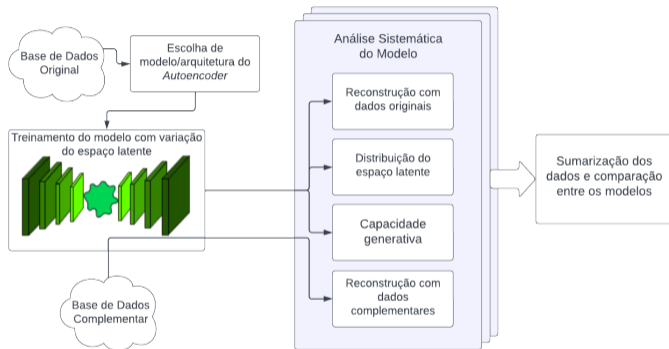 Base de Dados
Original
Escolha de
modelo/arquitetura do
Autoencoder
Treinamento do modelo com variação
do espaço latente
Base de Dados
Complementar
Análise Sistemática
do Modelo
Reconstrução com
dados originais
Distribuição do
espaço latente
Capacidade
generativa
Reconstrução com
dados
complementares
Sumarização dos
dados e comparação
entre os modelos